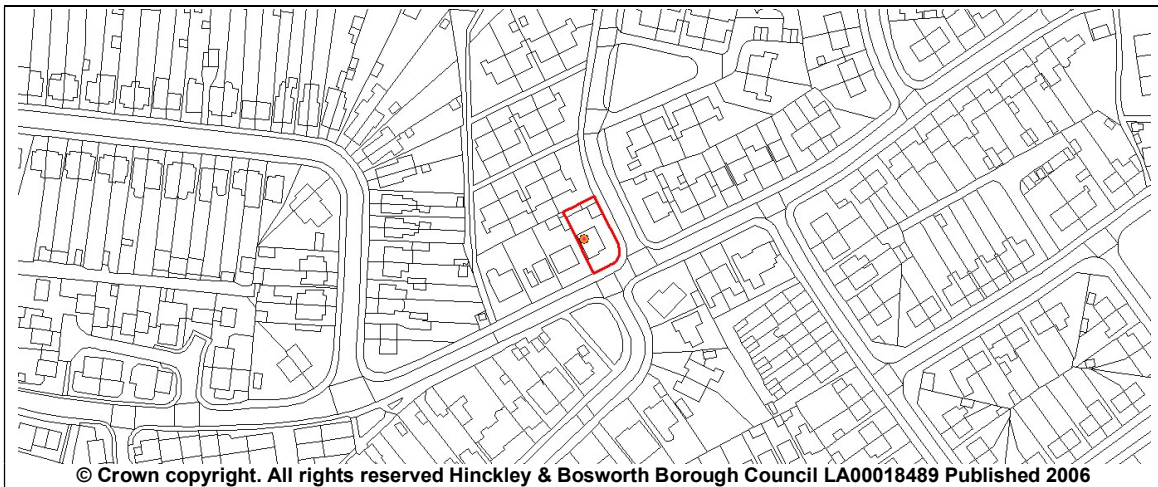 © Crown copyright. All rights reserved Hinckley & Bosworth Borough Council LA00018489 Published 2006